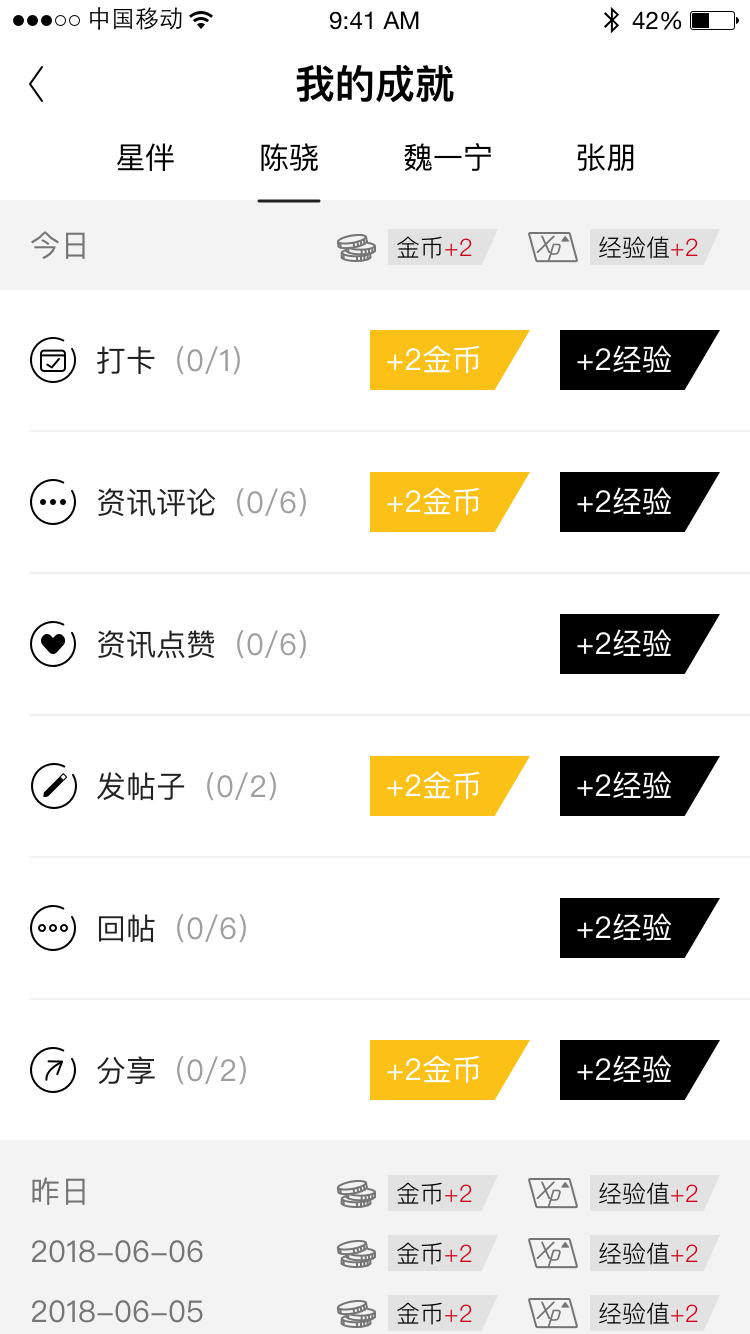 中国移动 9:41 AM 42%
我的成就
星伴 陈骁 魏一宁 张朋
今日 金币+2 Xp 经验值+2
打卡 (0/1) +2金币 +2经验
资讯评论 (0/6) +2金币 +2经验
资讯点赞 (0/6) +2经验
发帖子 (0/2) +2金币 +2经验
回帖 (0/6) +2经验
分享 (0/2) +2金币 +2经验
昨日 金币+2 Xp 经验值+2
2018-06-06 金币+2 Xp 经验值+2
2018-06-05 金币+2 Xp 经验值+2